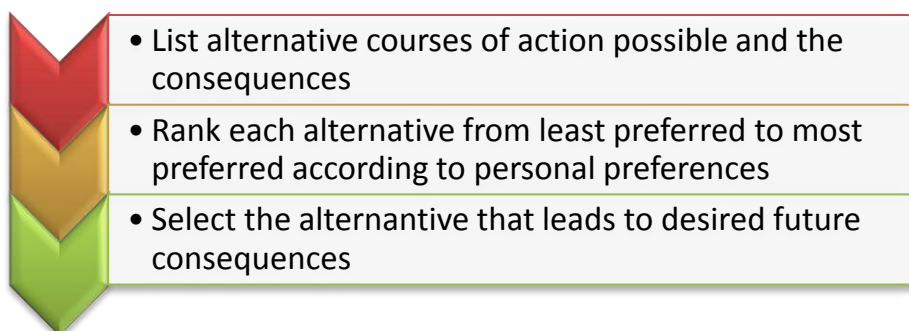 • List alternative courses of action possible and the
consequences
• Rank each alternative from least preferred to most
preferred according to personal preferences
• Select the alternantive that leads to desired future
consequences